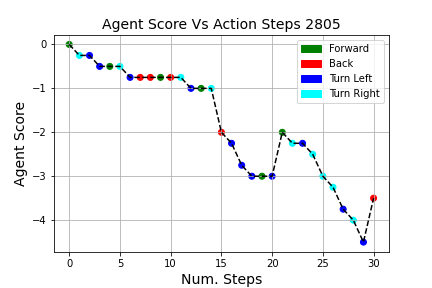 Agent Score Vs Action Steps 2805
Agent Score
0
−1
−2
−3
−4
Forward
Back
Turn Left
Turn Right
0 5 10 15 20 25 30
Num. Steps